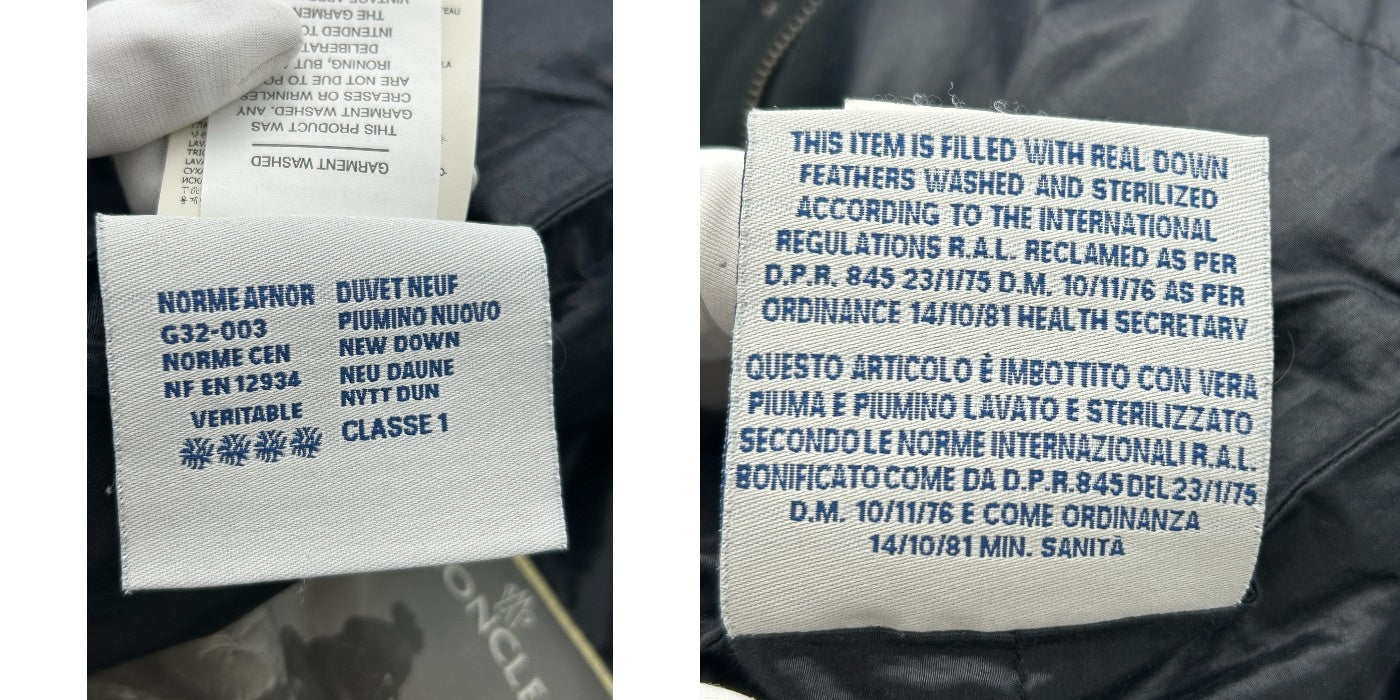 VINTAGE
THE GARMENT
INTENDED TO
DELIBERAT
IRONING, BUT
ARE NOT DUE TO PO
CREASES OR WRINKLES
GARMENT WASHED. ANY
THIS PRODUCT WAS
GARMENT WASHED
NORME AFNOR
G32-003
NORME CEN
NF EN 12934
VERITABLE
DUVET NEUF
PIUMINO NUOVO
NEW DOWN
NEU DAUNE
NYTT DUN
CLASSE 1
ONCLE
THIS ITEM IS FILLED WITH REAL DOWN
FEATHERS WASHED AND STERILIZED
ACCORDING TO THE INTERNATIONAL
REGULATIONS R.A.L. RECLAMED AS PER
D.P.R. 845 23/1/75 D.M. 10/11/76 AS PER
ORDINANCE 14/10/81 HEALTH SECRETARY
QUESTO ARTICOLO È IMBOTTITO CON VERA
PIUMA E PIUMINO LAVATO E STERILIZZATO
SECONDO LE NORME INTERNAZIONALI R.A.L.
BONIFICATO COME DA D.P.R.845 DEL 23/1/75
D.M. 10/11/76 E COME ORDINANZA
14/10/81 MIN. SANITÀ